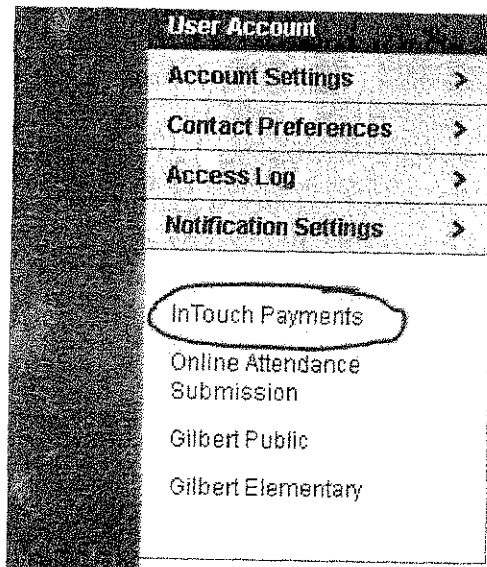 User Account
Account Settings >
Contact Preferences >
Access Log >
Notification Settings >
InTouch Payments
Online Attendance
Submission
Gilbert Public
Gilbert Elementary